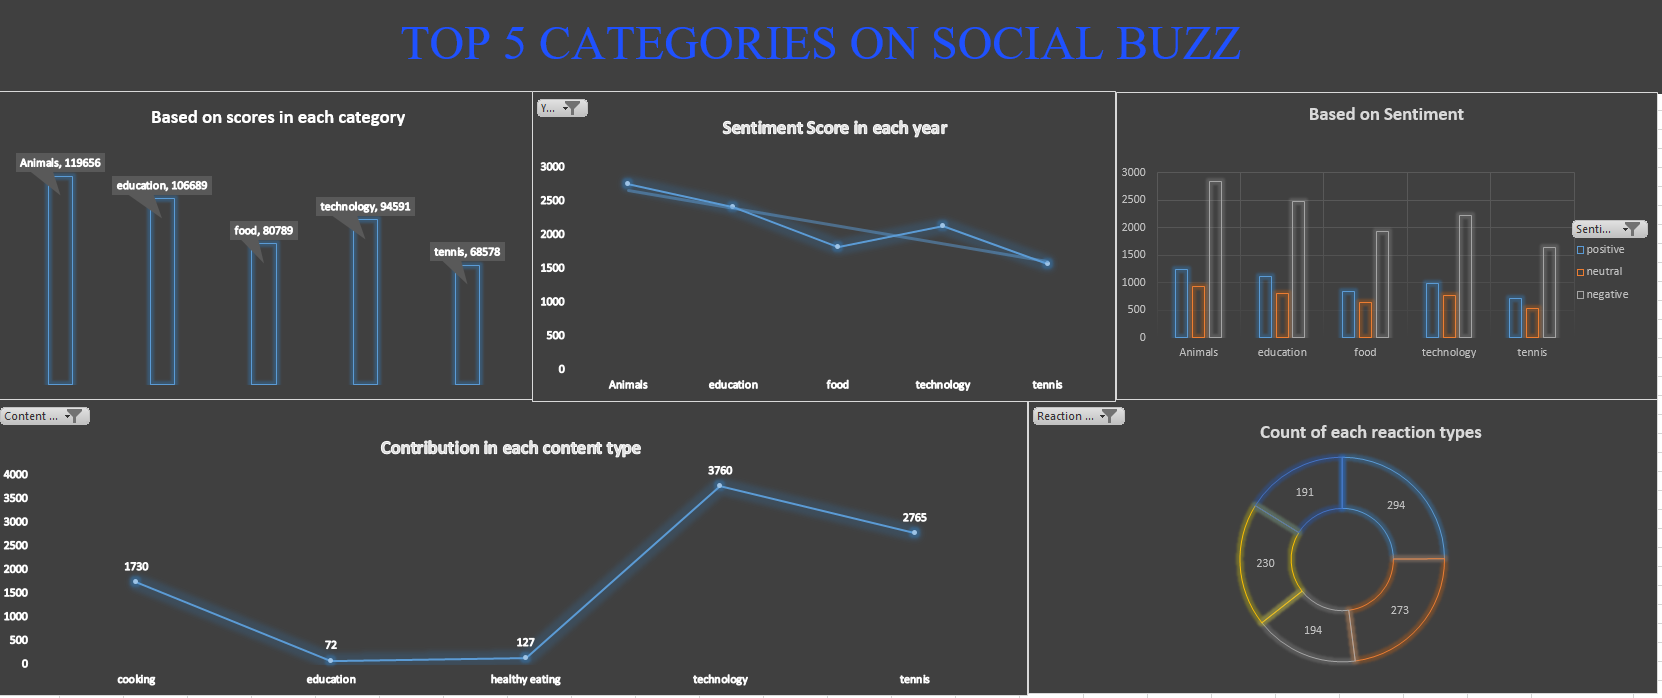 TOP 5 CATEGORIES ON SOCIAL BUZZ
Based on scores in each category
Animals, 119656
education, 106689
food, 80789
technology, 94591
tennis, 68578
Y...
Sentiment Score in each year
3000
2500
2000
1500
1000
500
0
Animals education food technology tennis
Based on Sentiment
3000
2500
2000
1500
1000
500
0
Animals education food technology tennis
Senti...
positive
neutral
negative
Content ...
Contribution in each content type
4000
3500
3000
2500
2000
1500
1000
500
0
1730
72
127
3760
2765
cooking education healthy eating technology tennis
Reaction ...
Count of each reaction types
191
294
230
273
194